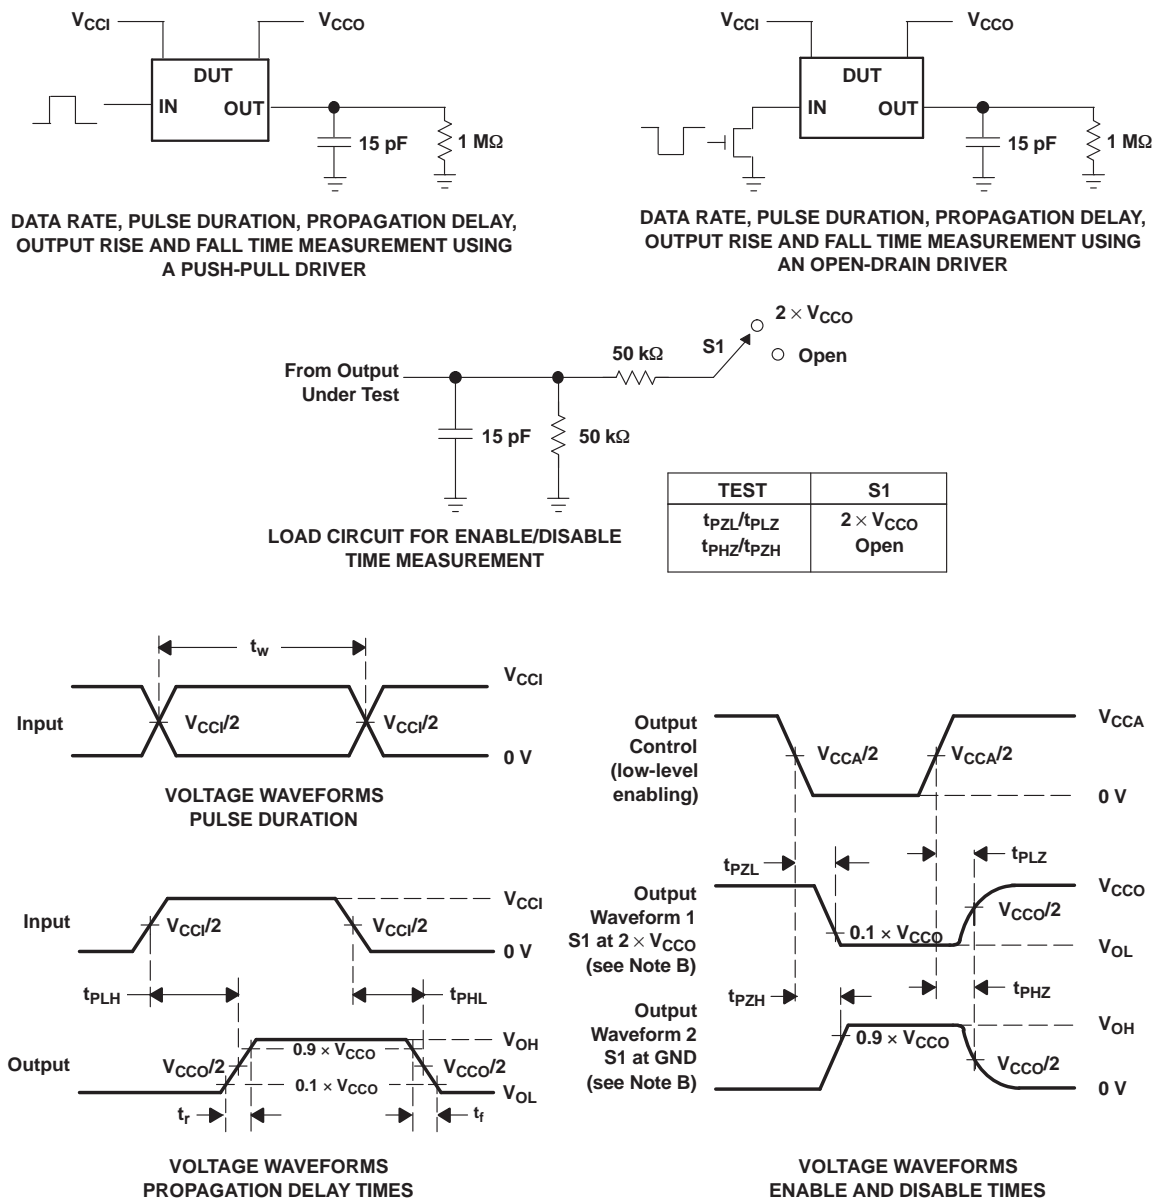 VCCI
VCCO
DUT
IN
OUT
15 pF
1 MΩ
DATA RATE, PULSE DURATION, PROPAGATION DELAY,
OUTPUT RISE AND FALL TIME MEASUREMENT USING
A PUSH-PULL DRIVER
VCCI
VCCO
DUT
IN
OUT
15 pF
1 MΩ
DATA RATE, PULSE DURATION, PROPAGATION DELAY,
OUTPUT RISE AND FALL TIME MEASUREMENT USING
AN OPEN-DRAIN DRIVER
From Output
Under Test
15 pF
50 kΩ
50 kΩ
S1
2 × VCCO
Open
LOAD CIRCUIT FOR ENABLE/DISABLE
TIME MEASUREMENT
TEST S1
tPZL/tPLZ 2 × VCCO
tPHZ/tPZH Open
tw
Input
VCCI/2
VCCI/2
VCCI
0 V
VOLTAGE WAVEFORMS
PULSE DURATION
Input
VCCI/2
VCCI/2
VCCI
0 V
tPLH
tPHL
Output
VCCO/2
0.9 × VCCO
0.1 × VCCO
VCCO/2
VOH
VOL
tr
tf
VOLTAGE WAVEFORMS
PROPAGATION DELAY TIMES
Output
Control
(low-level
enabling)
VCCA/2
VCCA/2
VCCA
0 V
tPZL
tPLZ
Output
Waveform 1
S1 at 2 × VCCO
(see Note B)
0.1 × VCCO
VCCO/2
VCCO
VOL
tPZH
tPHZ
Output
Waveform 2
S1 at GND
(see Note B)
0.9 × VCCO
VCCO/2
VOH
0 V
VOLTAGE WAVEFORMS
ENABLE AND DISABLE TIMES